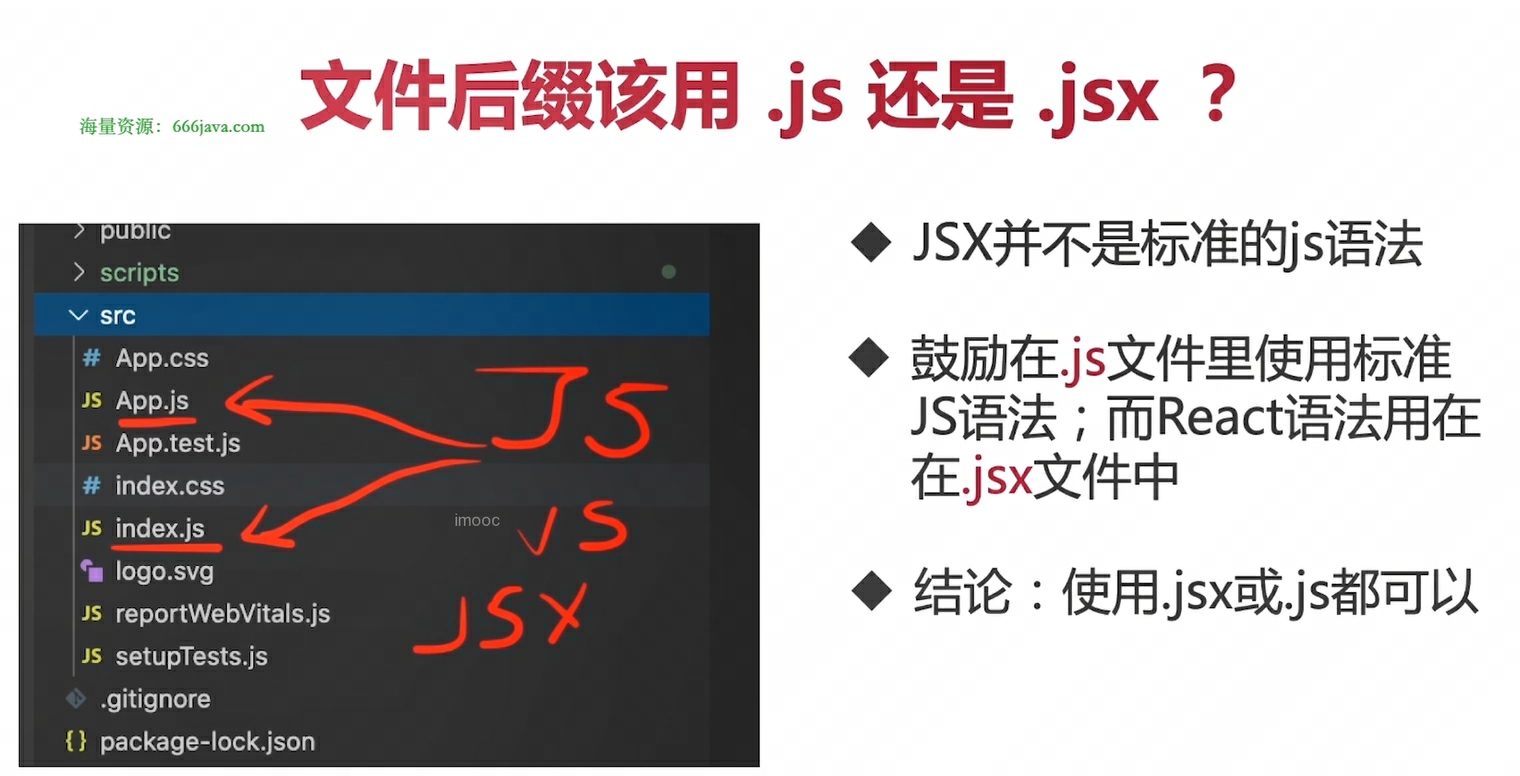 文件后缀该用 .js 还是 .jsx ？
海量资源：666java.com
public
scripts
src
# App.css
JS App.js
JS App.test.js
# index.css
JS index.js
logo.svg
JS reportWebVitals.js
JS setupTests.js
.gitignore
{} package-lock.json
JS
imooc
VS
JSX
JSX并不是标准的js语法
鼓励在.js文件里使用标准
JS语法；而React语法用在
在.jsx文件中
结论：使用.jsx或.js都可以